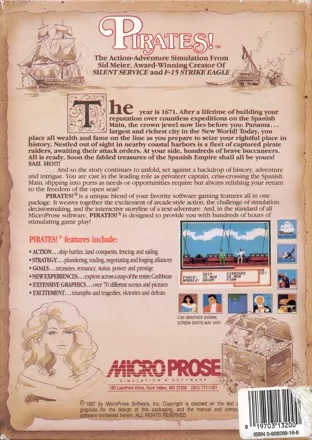 PIRATES!™
The Action-Adventure Simulation From
Sid Meier, Award-Winning Creator Of
SILENT SERVICE and F-15 STRIKE EAGLE
The year is 1671. After a lifetime of building your
reputation over countless expeditions on the Spanish
Main, the crown jewel now lies before you: Panama . . .
largest and richest city in the New World! Today, you
place all wealth and fame on the line as you prepare to seize your rightful place in
history. Nestled out of sight in nearby coastal harbors is a fleet of captured pirate
raiders, awaiting their attack orders. At your side, hundreds of brave buccaneers.
All is ready. Soon the fabled treasures of the Spanish Empire shall all be yours!
SAIL HO!!!
And so the story continues to unfold, set against a backdrop of history, adventure
and intrigue. You are cast in the leading role as privateer captain, criss-crossing the Spanish
Main, slipping into ports as needs or opportunities require but always relishing your return
to the freedom of the open sea!
PIRATES!™ is a unique blend of your favorite software gaming features all in one
package. It weaves together the excitement of arcade-style action, the challenge of simulation
decisionmaking, and the interactive storyline of a text-adventure. And, in the standard of all
MicroProse software, PIRATES!™ is designed to provide you with hundreds of hours of
stimulating game play!
PIRATES!™ features include:
• ACTION . . . ship battles, land conquests, fencing and sailing
• STRATEGY . . . plundering, trading, negotiating and forging alliances
• GOALS . . . treasures, romance, status, power and prestige
• NEW EXPERIENCES . . . explore across a huge frontier Caribbean
• EXTENSIVE GRAPHICS . . . over 70 different scenes and pictures
• EXCITEMENT . . . triumphs and tragedies, victories and defeats
C-64 GRAPHICS SHOWN.
SCREEN SHOTS MAY VARY.
MICROPROSE
SIMULATION • SOFTWARE
180 Lakefront Drive, Hunt Valley, MD 21030 (301) 771-1151
© 1987 by MicroProse Software, Inc. Copyright is claimed on the text
graphics for the design of this packaging, and the manual and
software contained herein.
0 19703 13200
ISBN 0-928289-16-8